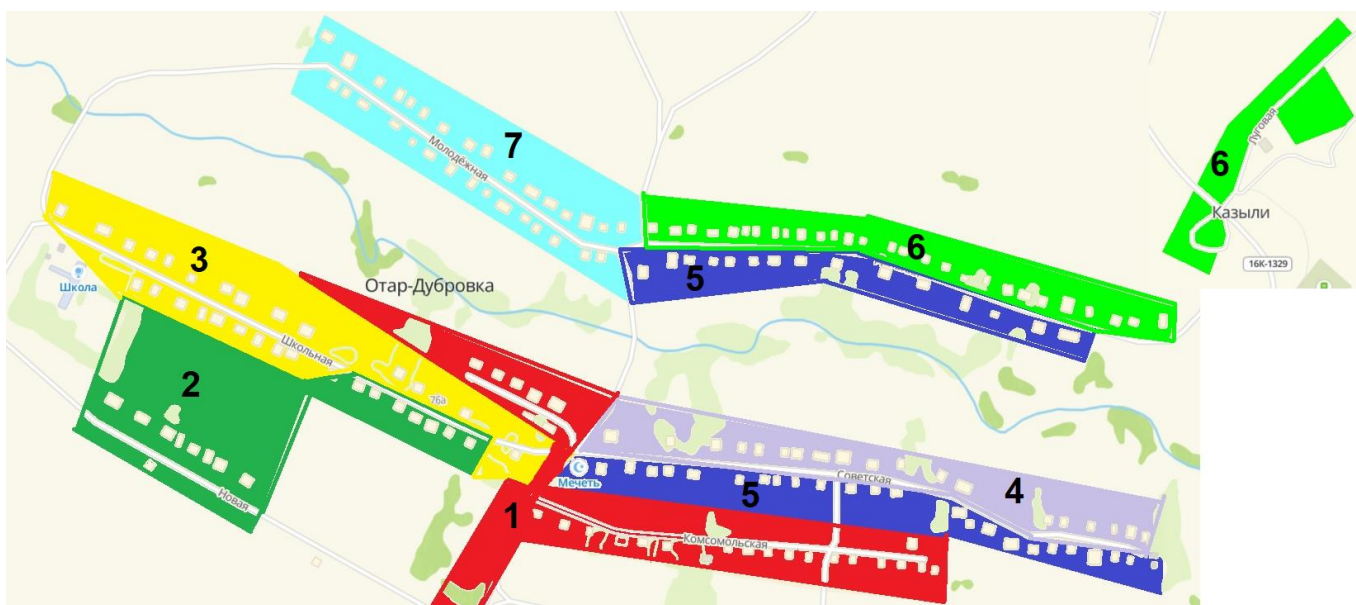 7
Молодёжная
Луговая
6
Казыли
16К-1329
3
Школа
Отар-Дубровка
6
5
Школьная
2
76а
Новая
Мечеть
Советская
5
4
1
Комсомольская